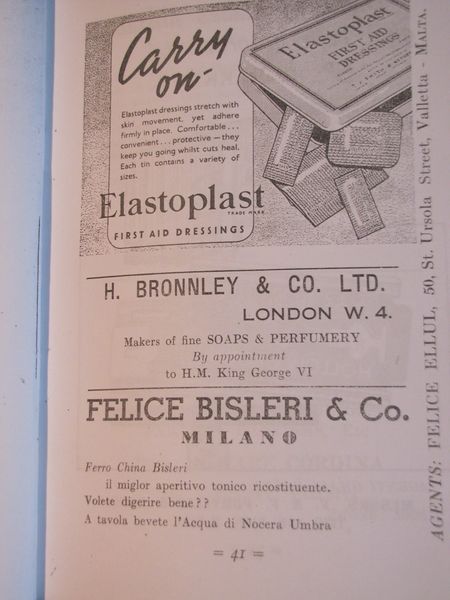 Carry
on-
Elastoplast
FIRST AID
DRESSINGS
Elastoplast dressings stretch with
skin movement, yet adhere
firmly in place. Comfortable...
convenient... protective — they
keep you going whilst cuts heal.
Each tin contains a variety of
sizes.
Elastoplast
TRADE MARK
FIRST AID DRESSINGS
H. BRONNLEY & CO. LTD.
LONDON W. 4.
Makers of fine SOAPS & PERFUMERY
By appointment
to H.M. King George VI
FELICE BISLERI & Co.
MILANO
Ferro China Bisleri
il miglor aperitivo tonico ricostituente.
Volete digerire bene??
A tavola bevete l'Acqua di Nocera Umbra
= 41 =
AGENTS: FELICE ELLUL, 50, St. Ursola Street, Valletta - MALTA.